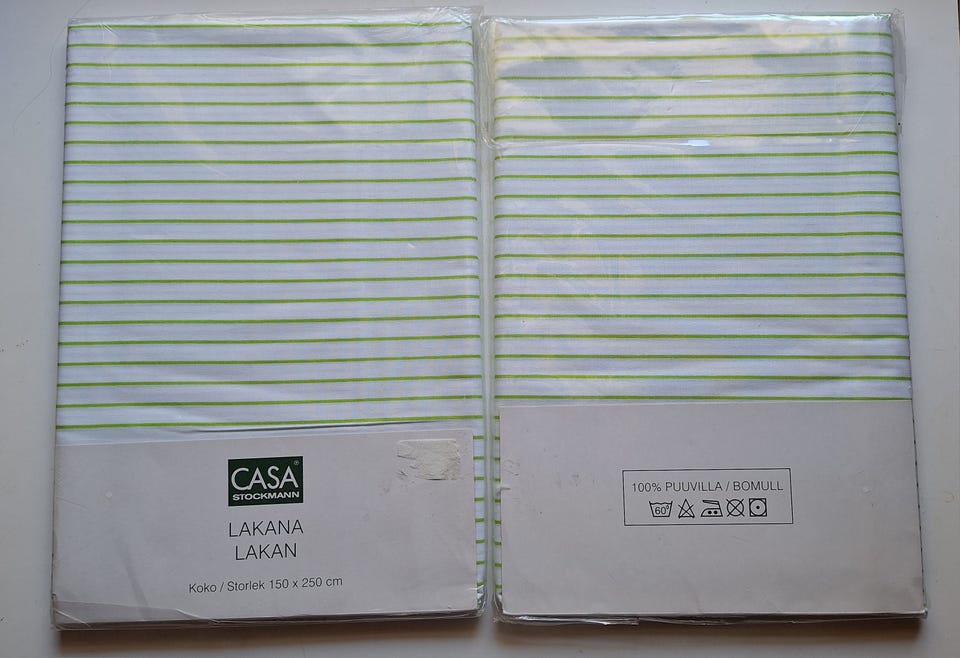 CASA®
STOCKMANN
LAKANA
LAKAN
Koko / Storlek 150 x 250 cm
100% PUUVILLA / BOMULL
60°